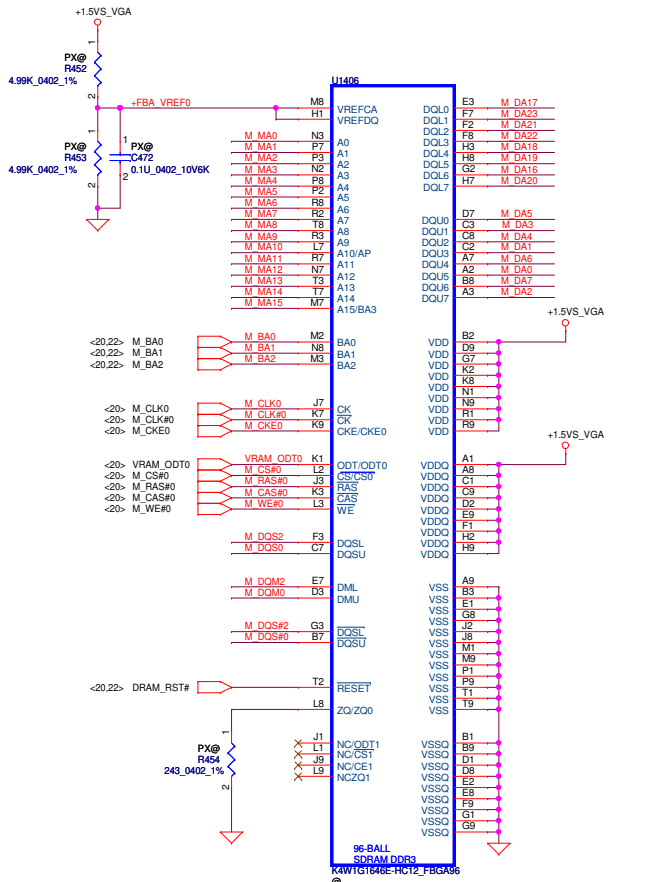 +1.5VS_VGA
1
PX@
R452
4.99K_0402_1%
2
+FBA_VREF0
1
PX@
R453
4.99K_0402_1%
2
1
PX@
C472
0.1U_0402_10V6K
2
U1406
M8 VREFCA
H1 VREFDQ
M_MA0 N3 A0
M_MA1 P7 A1
M_MA2 P3 A2
M_MA3 N2 A3
M_MA4 P8 A4
M_MA5 P2 A5
M_MA6 R8 A6
M_MA7 R2 A7
M_MA8 T8 A8
M_MA9 R3 A9
M_MA10 L7 A10/AP
M_MA11 R7 A11
M_MA12 N7 A12
M_MA13 T3 A13
M_MA14 T7 A14
M_MA15 M7 A15/BA3
<20,22> M_BA0 M_BA0 M2 BA0
<20,22> M_BA1 M_BA1 N8 BA1
<20,22> M_BA2 M_BA2 M3 BA2
<20> M_CLK0 M_CLK0 J7 CK
<20> M_CLK#0 M_CLK#0 K7 CK
<20> M_CKE0 M_CKE0 K9 CKE/CKE0
<20> VRAM_ODT0 VRAM_ODT0 K1 ODT/ODT0
<20> M_CS#0 M_CS#0 L2 CS/CS0
<20> M_RAS#0 M_RAS#0 J3 RAS
<20> M_CAS#0 M_CAS#0 K3 CAS
<20> M_WE#0 M_WE#0 L3 WE
M_DQS2 F3 DQSL
M_DQS0 C7 DQSU
M_DQM2 E7 DML
M_DQM0 D3 DMU
M_DQS#2 G3 DQSL
M_DQS#0 B7 DQSU
<20,22> DRAM_RST# T2 RESET
L8 ZQ/ZQ0
1
PX@
R454
243_0402_1%
2
J1 NC/ODT1
L1 NC/CS1
J9 NC/CE1
L9 NCZQ1
DQL0 E3 M_DA17
DQL1 F7 M_DA23
DQL2 F2 M_DA21
DQL3 F8 M_DA22
DQL4 H3 M_DA18
DQL5 H8 M_DA19
DQL6 G2 M_DA16
DQL7 H7 M_DA20
DQU0 D7 M_DA5
DQU1 C3 M_DA3
DQU2 C8 M_DA4
DQU3 C2 M_DA1
DQU4 A7 M_DA6
DQU5 A2 M_DA0
DQU6 B8 M_DA7
DQU7 A3 M_DA2
+1.5VS_VGA
VDD B2
VDD D9
VDD G7
VDD K2
VDD K8
VDD N1
VDD N9
VDD R1
VDD R9
+1.5VS_VGA
VDDQ A1
VDDQ A8
VDDQ C1
VDDQ C9
VDDQ D2
VDDQ E9
VDDQ F1
VDDQ H2
VDDQ H9
VSS A9
VSS B3
VSS E1
VSS G8
VSS J2
VSS J8
VSS M1
VSS M9
VSS P1
VSS P9
VSS T1
VSS T9
VSSQ B1
VSSQ B9
VSSQ D1
VSSQ D8
VSSQ E2
VSSQ E8
VSSQ F9
VSSQ G1
VSSQ G9
96-BALL
SDRAM DDR3
K4W1G1646E-HC12_FBGA96
@